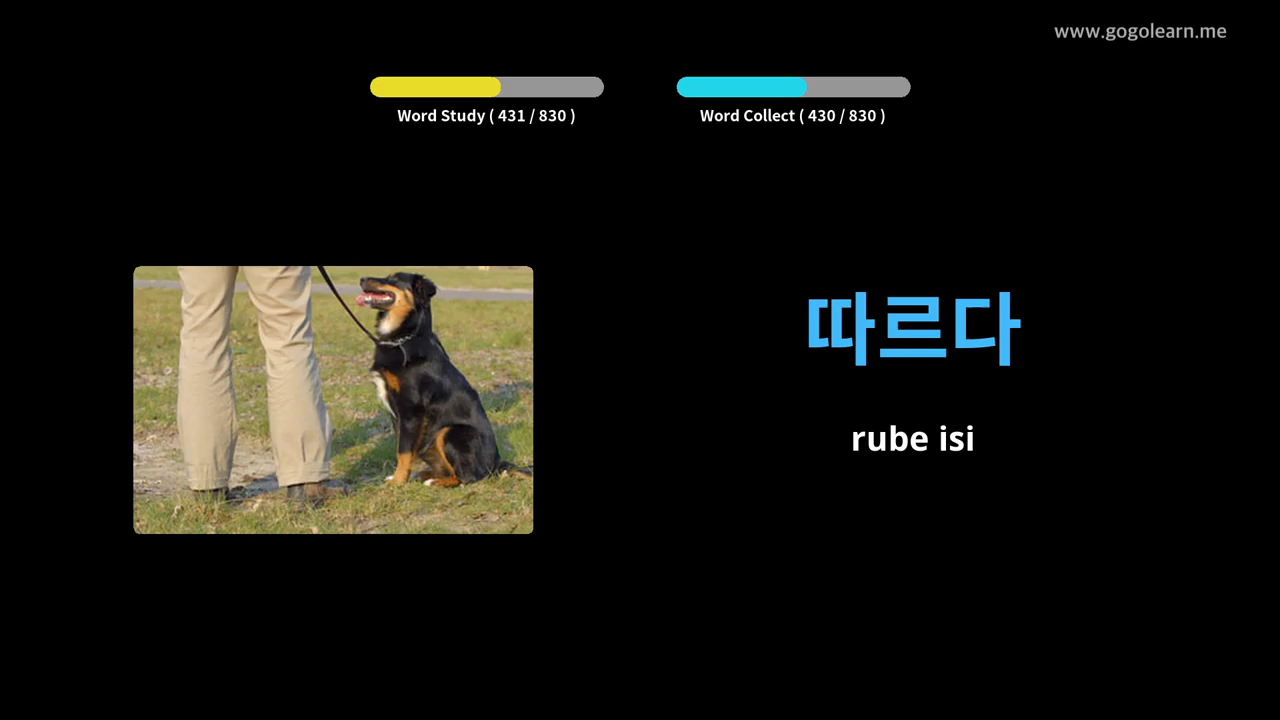 www.gogolearn.me
Word Study ( 431 / 830 )
Word Collect ( 430 / 830 )
따르다
rube isi